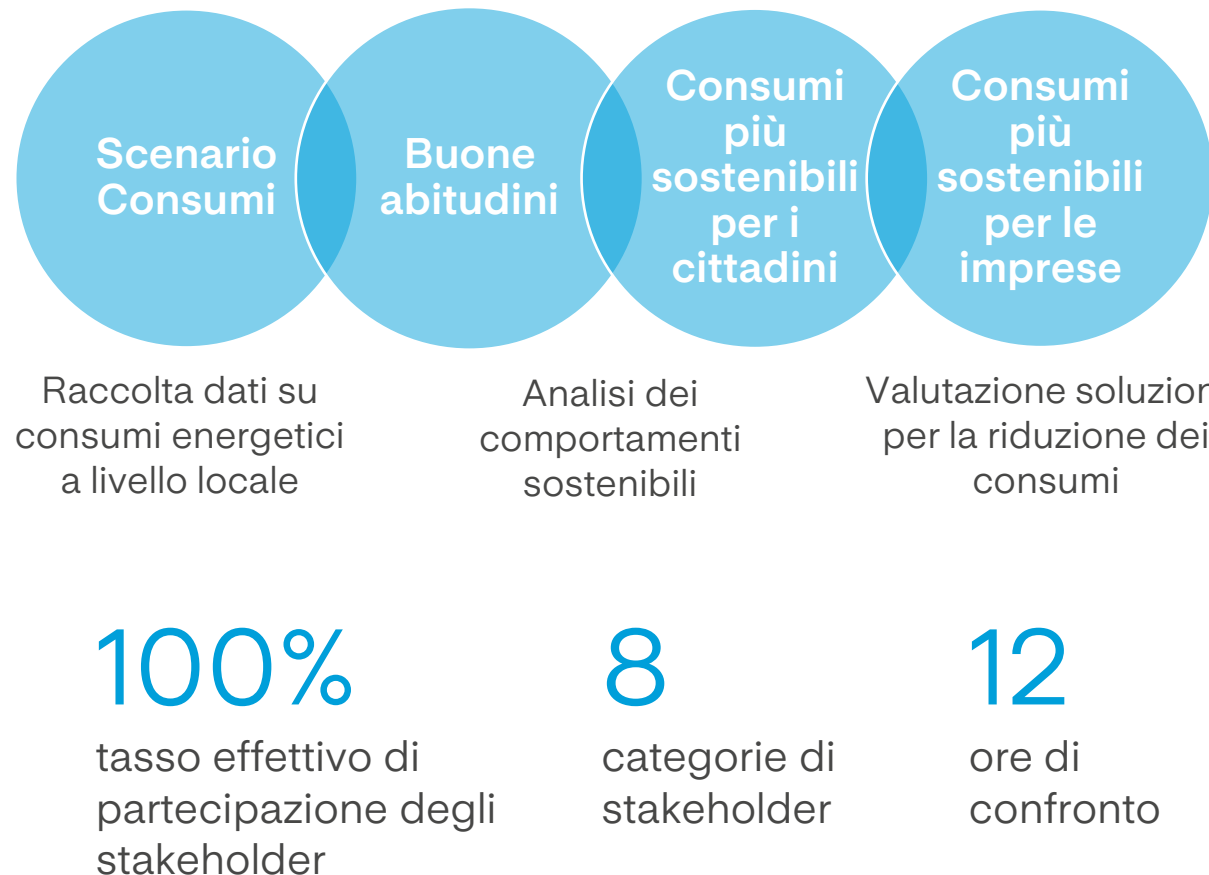 Scenario
Consumi
Buone
abitudini
Consumi
più
sostenibili
per i
cittadini
Consumi
più
sostenibili
per le
imprese
Raccolta dati su
consumi energetici
a livello locale
Analisi dei
comportamenti
sostenibili
Valutazione soluzion
per la riduzione dei
consumi
100%
tasso effettivo di
partecipazione degli
stakeholder
8
categorie di
stakeholder
12
ore di
confronto